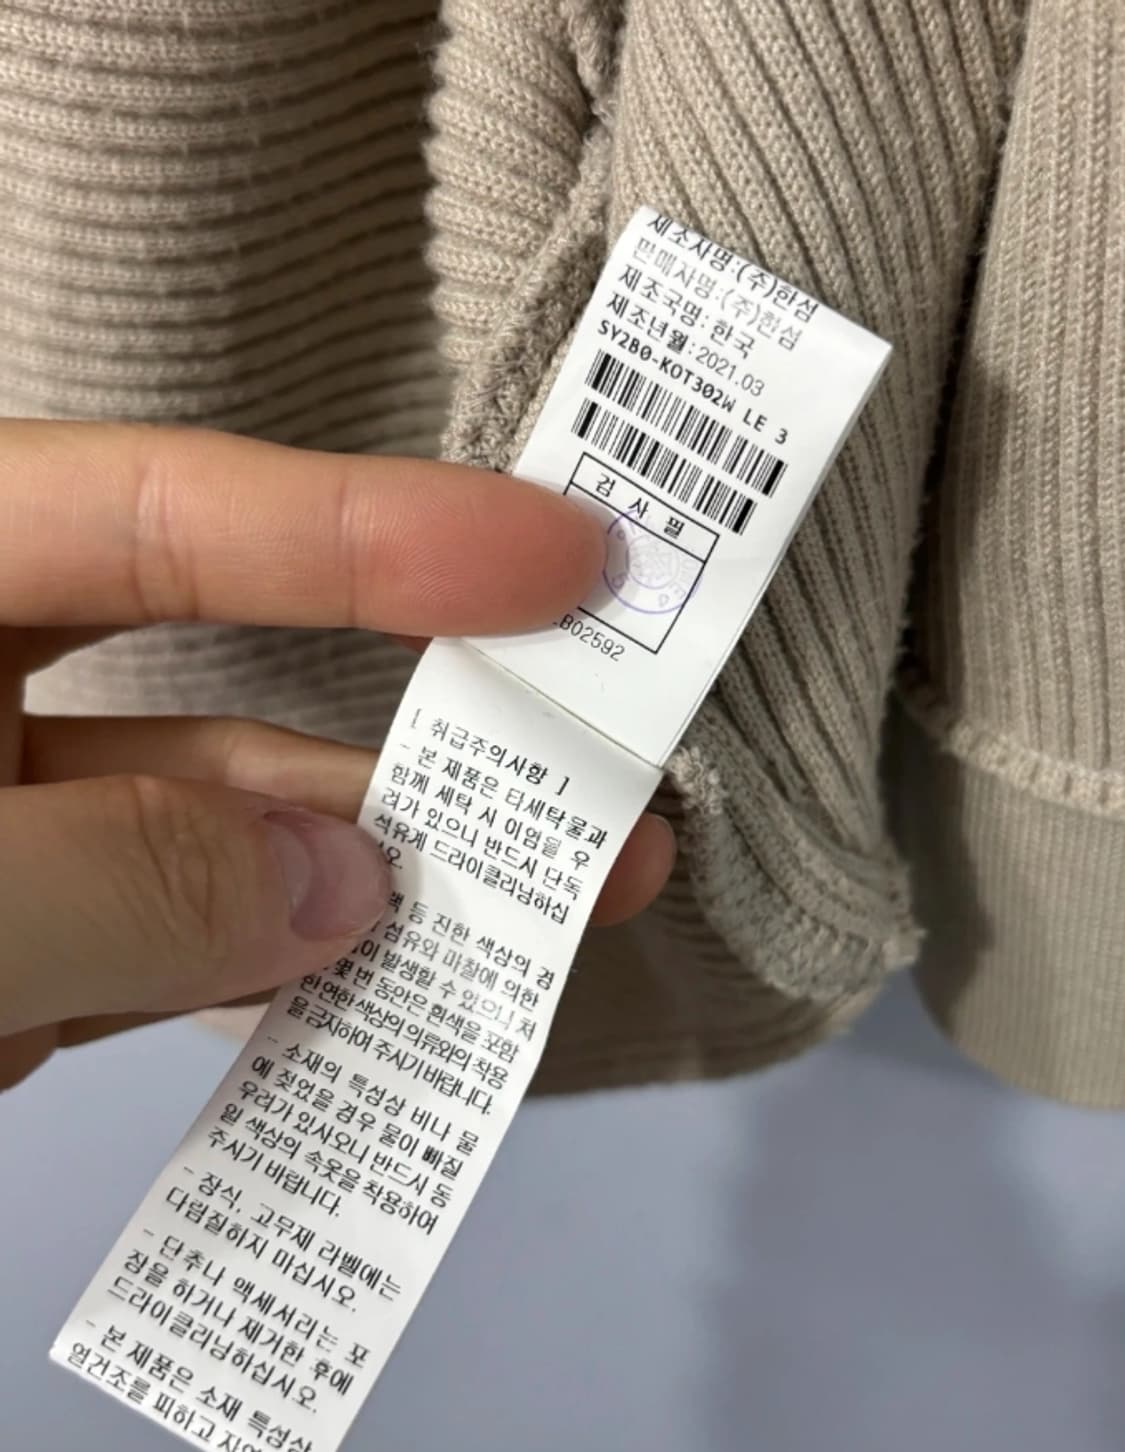 제조자명:(주)한섬
판매자명:(주)한섬
제조국명:한국
제조년월:2021.03
SY2B0-KOT302W LE 3
검 사 필
B02592
[ 취급주의사항 ]
- 본 제품은 타세탁물과
함께 세탁 시 이염될 우
려가 있으니 반드시 단독
석유계 드라이클리닝하십
시오.
등 진한 색상의 경
섬유와 마찰에 의한
이 발생할 수 있으니 처
몇 번 동안은 흰색을 포함
한 연한 색상의 의류와의 착용
을 금지하여 주시기 바랍니다.
- 소재의 특성상 비나 물
에 젖었을 경우 물이 빠질
우려가 있사오니 반드시 동
일 색상의 속옷을 착용하여
주시기 바랍니다.
- 장식, 고무제 라벨에는
다림질하지 마십시오.
- 단추나 액세서리는 포
장을 하거나 제거한 후에
드라이클리닝하십시오.
- 본 제품은 소재 특성상
열건조를 피하고